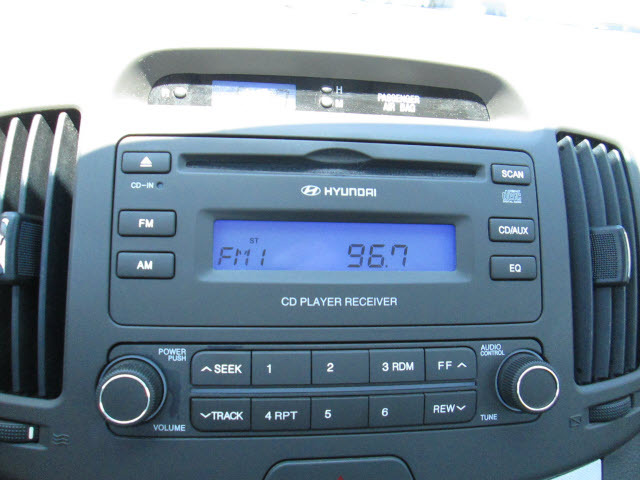 H
M
PASSENGER
AIR BAG
SCAN
CD-IN
HYUNDAI
FM
CD/AUX
ST
FM1 96.7
AM
EQ
CD PLAYER RECEIVER
POWER
PUSH
AUDIO
CONTROL
SEEK 1 2 3 RDM FF
TRACK 4 RPT 5 6 REW
VOLUME
TUNE